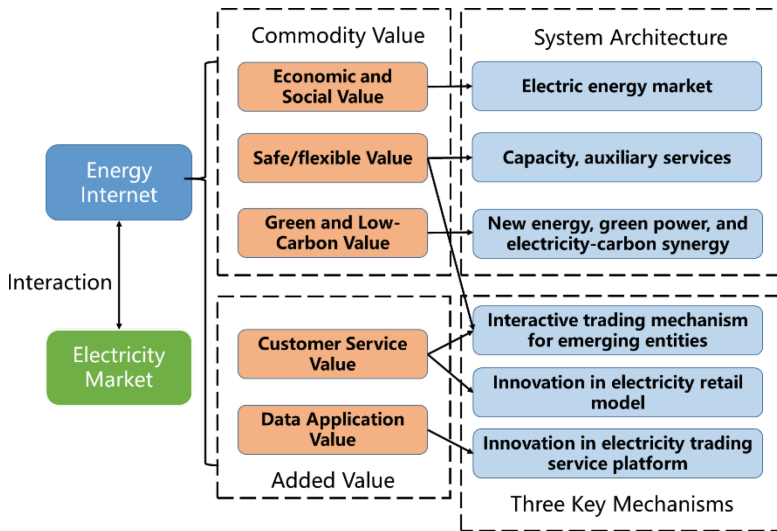 Commodity Value
System Architecture
Economic and
Social Value
Electric energy market
Energy
Internet
Safe/flexible Value
Capacity, auxiliary services
Green and Low-
Carbon Value
New energy, green power, and
electricity-carbon synergy
Interaction
Electricity
Market
Customer Service
Value
Interactive trading mechanism
for emerging entities
Innovation in electricity retail
model
Data Application
Value
Innovation in electricity trading
service platform
Added Value
Three Key Mechanisms